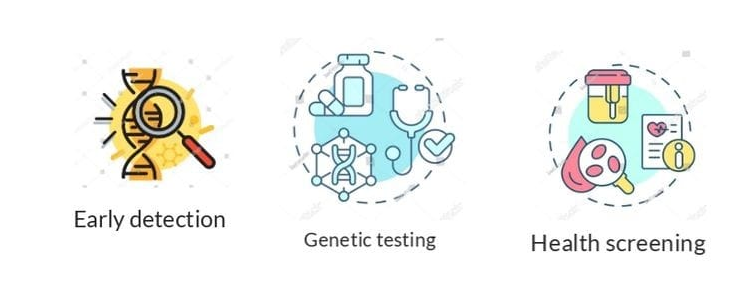 Early detection
Genetic testing
Health screening